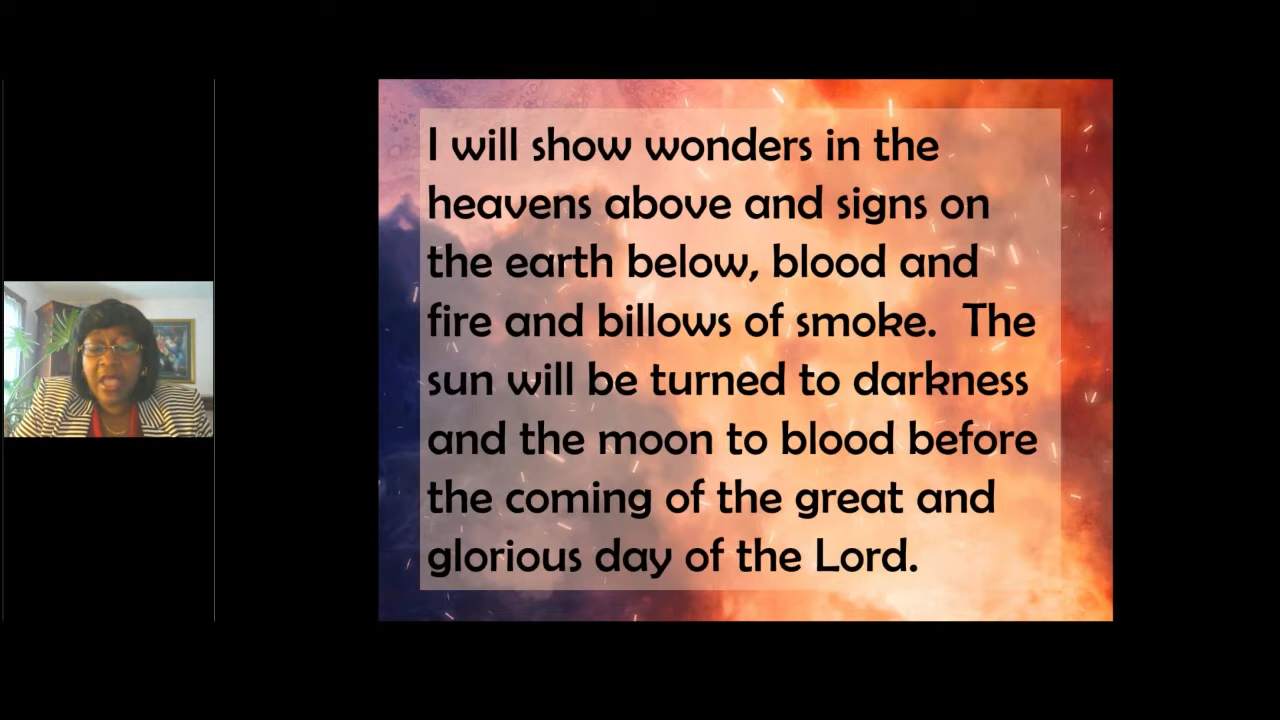 I will show wonders in the
heavens above and signs on
the earth below, blood and
fire and billows of smoke.  The
sun will be turned to darkness
and the moon to blood before
the coming of the great and
glorious day of the Lord.